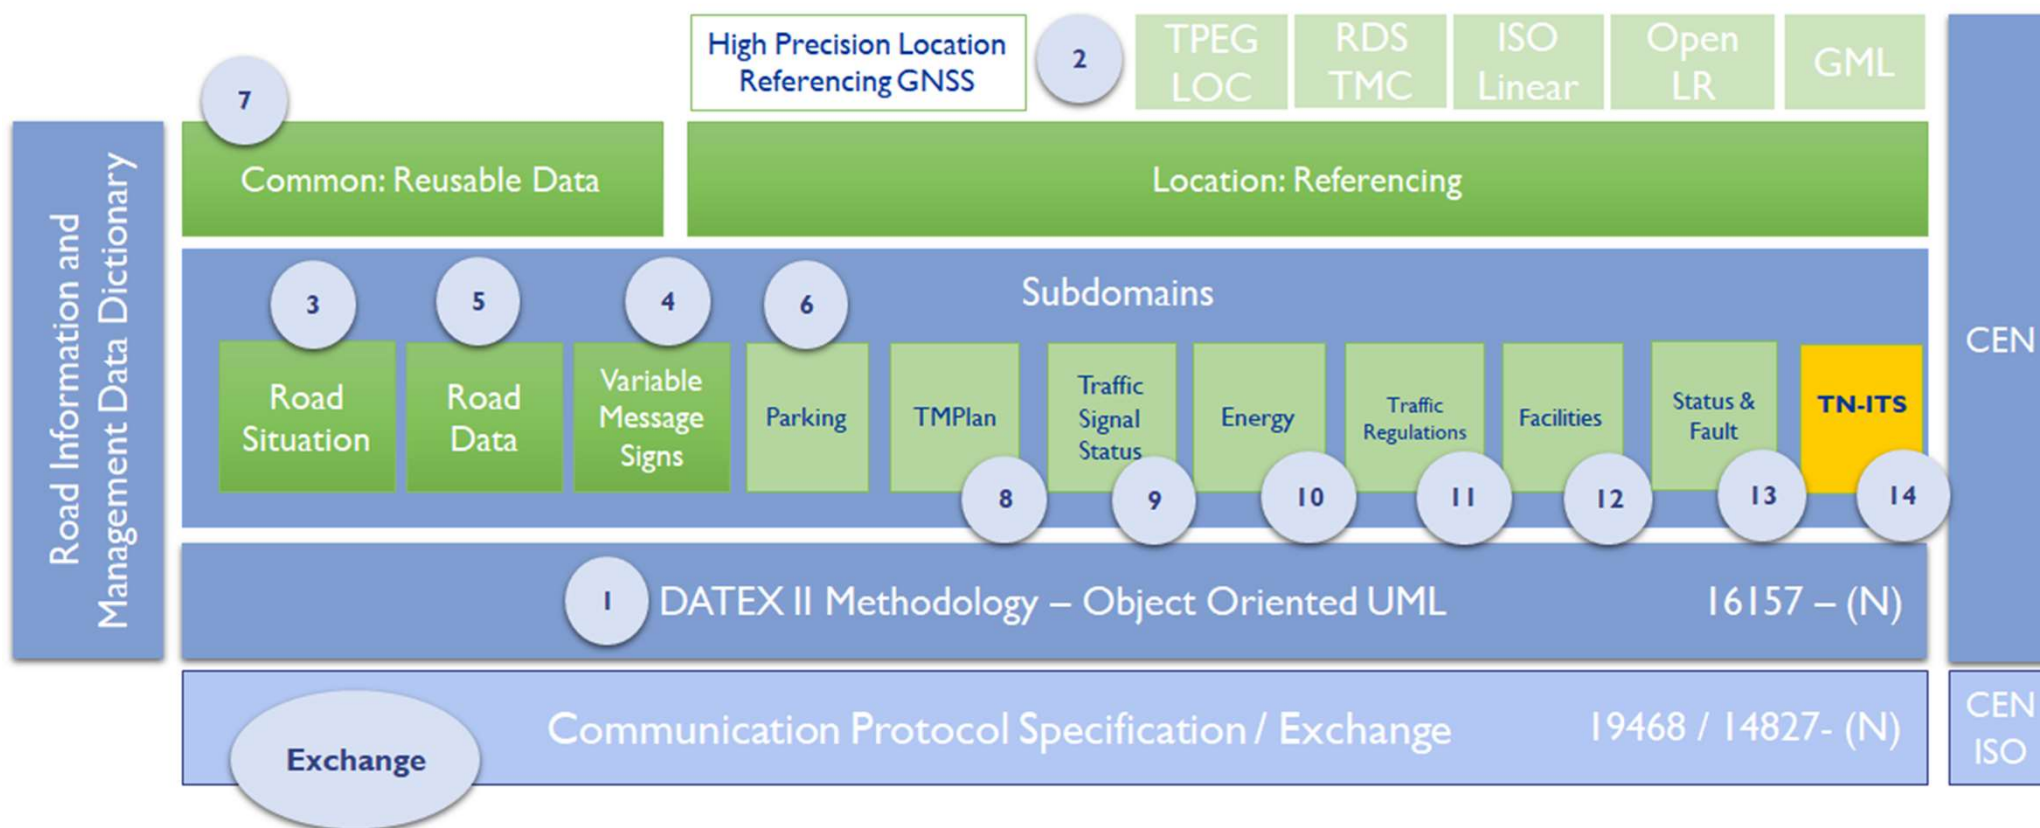 High Precision Location
Referencing GNSS
2
TPEG
LOC
RDS
TMC
ISO
Linear
Open
LR
GML
7
Common: Reusable Data
Location: Referencing
Road Information and
Management Data Dictionary
CEN
Subdomains
3
5
4
6
Road
Situation
Road
Data
Variable
Message
Signs
Parking
TMPlan
Traffic
Signal
Status
Energy
Traffic
Regulations
Facilities
Status &
Fault
TN-ITS
8
9
10
11
12
13
14
1
DATEX II Methodology – Object Oriented UML
16157 – (N)
Exchange
Communication Protocol Specification / Exchange
19468 / 14827- (N)
CEN
ISO